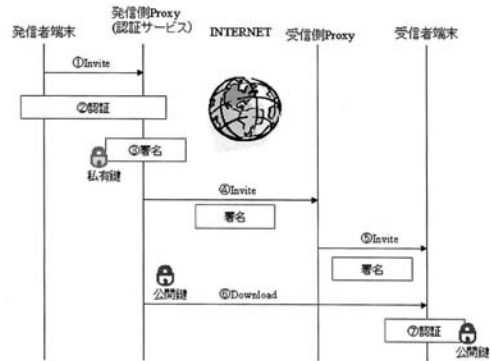 発信者端末
発信側Proxy
(認証サービス)
INTERNET
受信側Proxy
受信者端末
①Invite
②認証
③署名
私有鍵
④Invite
署名
⑤Invite
署名
公開鍵
⑥Download
⑦認証
公開鍵